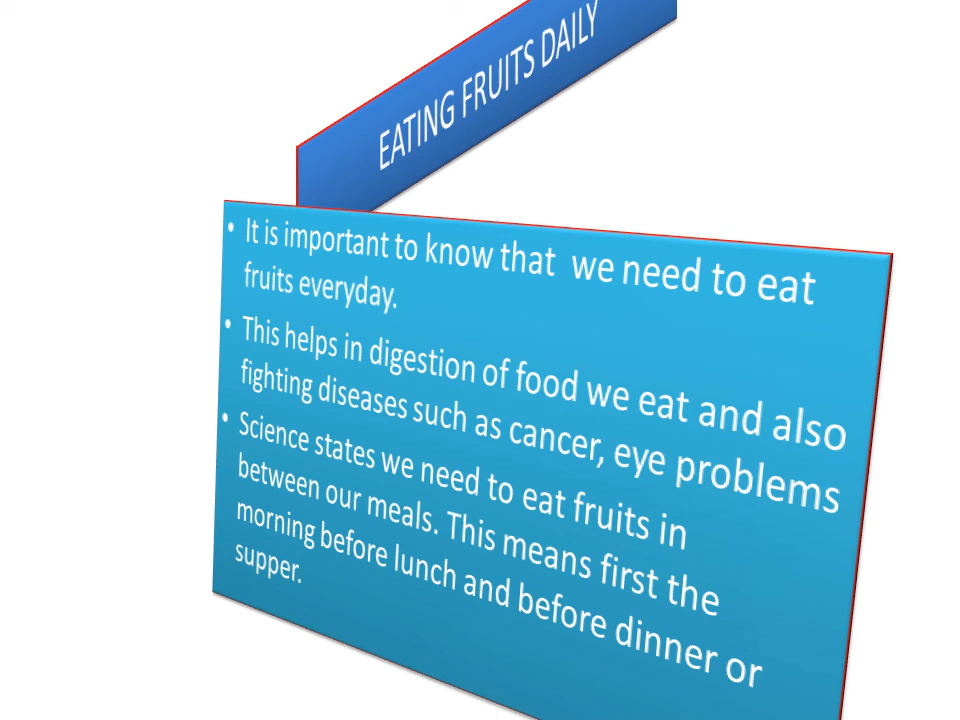 EATING FRUITS DAILY
• It is important to know that we need to eat
fruits everyday.
• This helps in digestion of food we eat and also
fighting diseases such as cancer, eye problems
• Science states we need to eat fruits in
between our meals. This means first the
morning before lunch and before dinner or
supper.